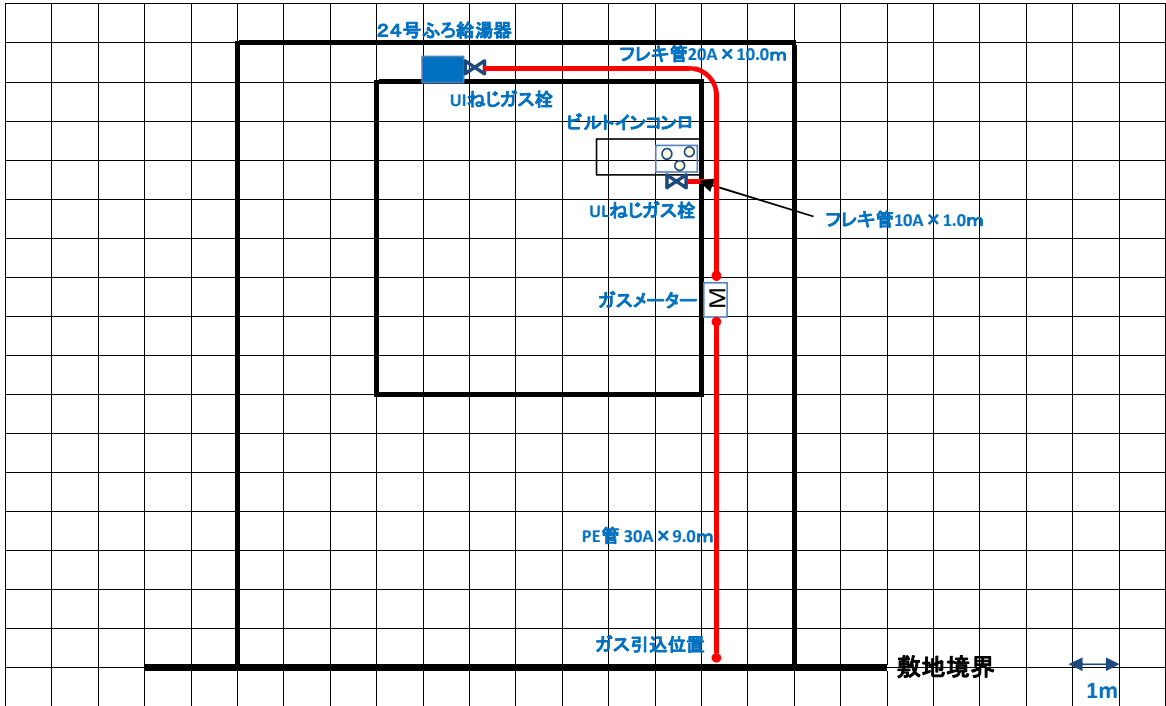 24号ふろ給湯器
フレキ管20A×10.0m
UIねじガス栓
ビルトインコンロ
ULねじガス栓
フレキ管10A×1.0m
ガスメーター
M
PE管 30A×9.0m
ガス引込位置
敷地境界
1m